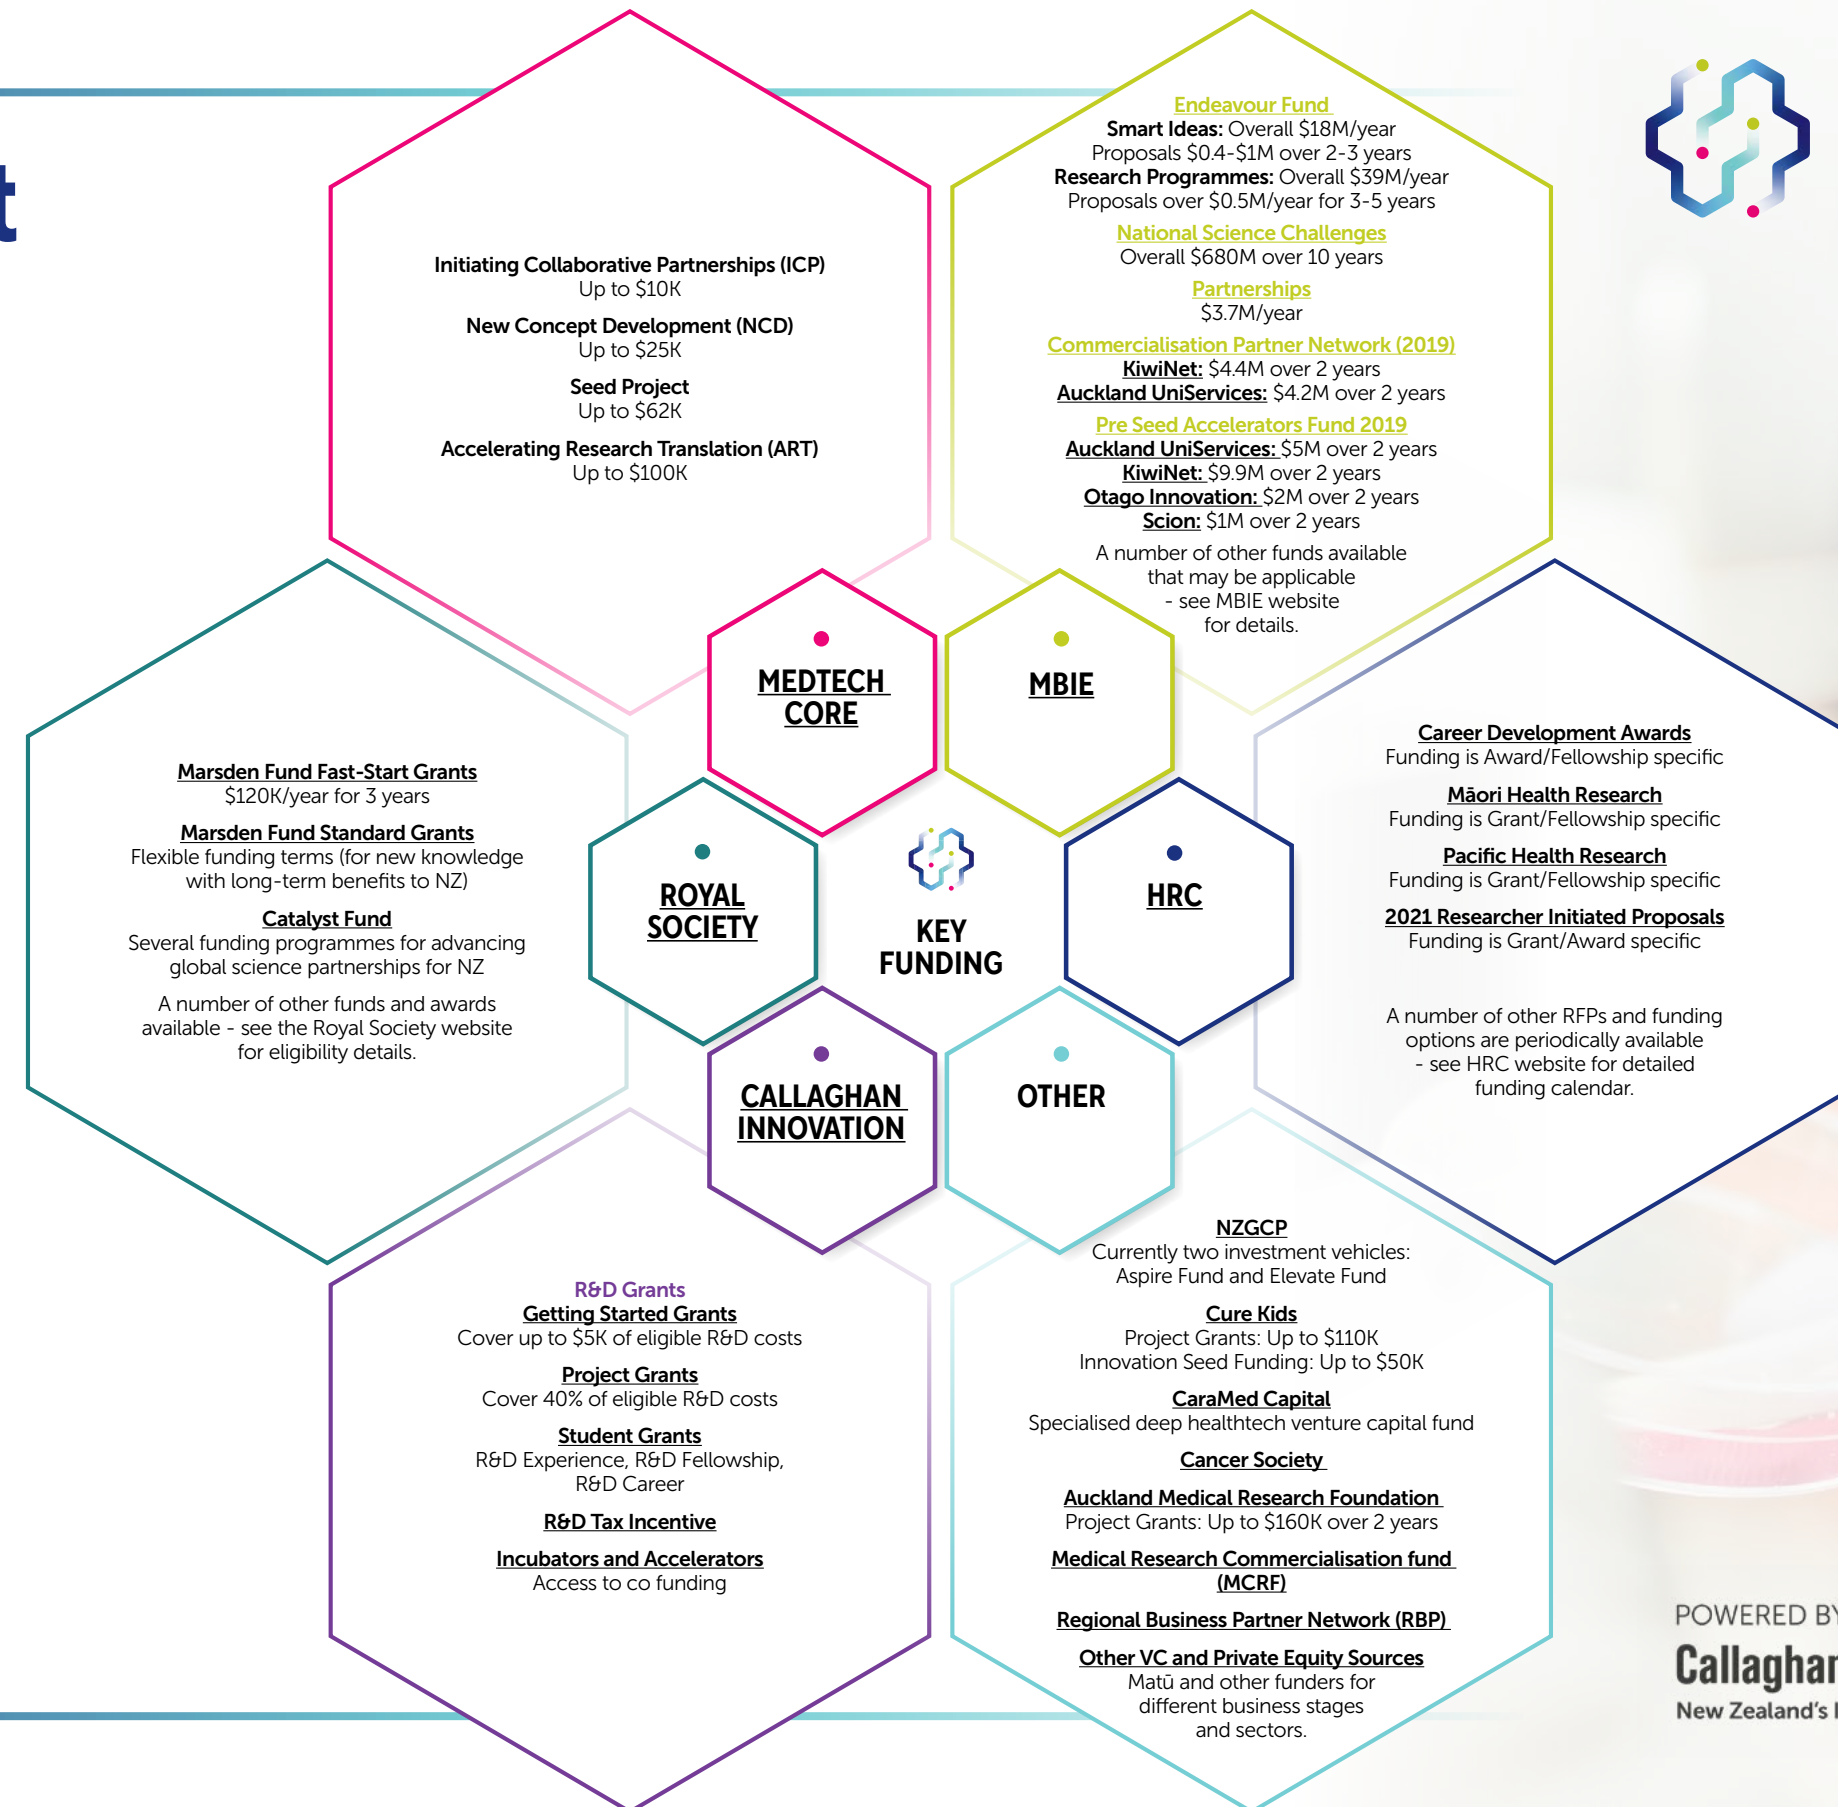 t
Initiating Collaborative Partnerships (ICP)
Up to $10K
New Concept Development (NCD)
Up to $25K
Seed Project
Up to $62K
Accelerating Research Translation (ART)
Up to $100K
Endeavour Fund
Smart Ideas: Overall $18M/year
Proposals $0.4-$1M over 2-3 years
Research Programmes: Overall $39M/year
Proposals over $0.5M/year for 3-5 years
National Science Challenges
Overall $680M over 10 years
Partnerships
$3.7M/year
Commercialisation Partner Network (2019)
KiwiNet: $4.4M over 2 years
Auckland UniServices: $4.2M over 2 years
Pre Seed Accelerators Fund 2019
Auckland UniServices: $5M over 2 years
KiwiNet: $9.9M over 2 years
Otago Innovation: $2M over 2 years
Scion: $1M over 2 years
A number of other funds available
that may be applicable
- see MBIE website
for details.
MEDTECH
CORE
MBIE
Marsden Fund Fast-Start Grants
$120K/year for 3 years
Marsden Fund Standard Grants
Flexible funding terms (for new knowledge
with long-term benefits to NZ)
Catalyst Fund
Several funding programmes for advancing
global science partnerships for NZ
A number of other funds and awards
available - see the Royal Society website
for eligibility details.
ROYAL
SOCIETY
KEY
FUNDING
HRC
Career Development Awards
Funding is Award/Fellowship specific
Māori Health Research
Funding is Grant/Fellowship specific
Pacific Health Research
Funding is Grant/Fellowship specific
2021 Researcher Initiated Proposals
Funding is Grant/Award specific
A number of other RFPs and funding
options are periodically available
- see HRC website for detailed
funding calendar.
CALLAGHAN
INNOVATION
OTHER
R&D Grants
Getting Started Grants
Cover up to $5K of eligible R&D costs
Project Grants
Cover 40% of eligible R&D costs
Student Grants
R&D Experience, R&D Fellowship,
R&D Career
R&D Tax Incentive
Incubators and Accelerators
Access to co funding
NZGCP
Currently two investment vehicles:
Aspire Fund and Elevate Fund
Cure Kids
Project Grants: Up to $110K
Innovation Seed Funding: Up to $50K
CaraMed Capital
Specialised deep healthtech venture capital fund
Cancer Society
Auckland Medical Research Foundation
Project Grants: Up to $160K over 2 years
Medical Research Commercialisation fund
(MCRF)
Regional Business Partner Network (RBP)
Other VC and Private Equity Sources
Matū and other funders for
different business stages
and sectors.
POWERED BY
Callaghan
New Zealand's